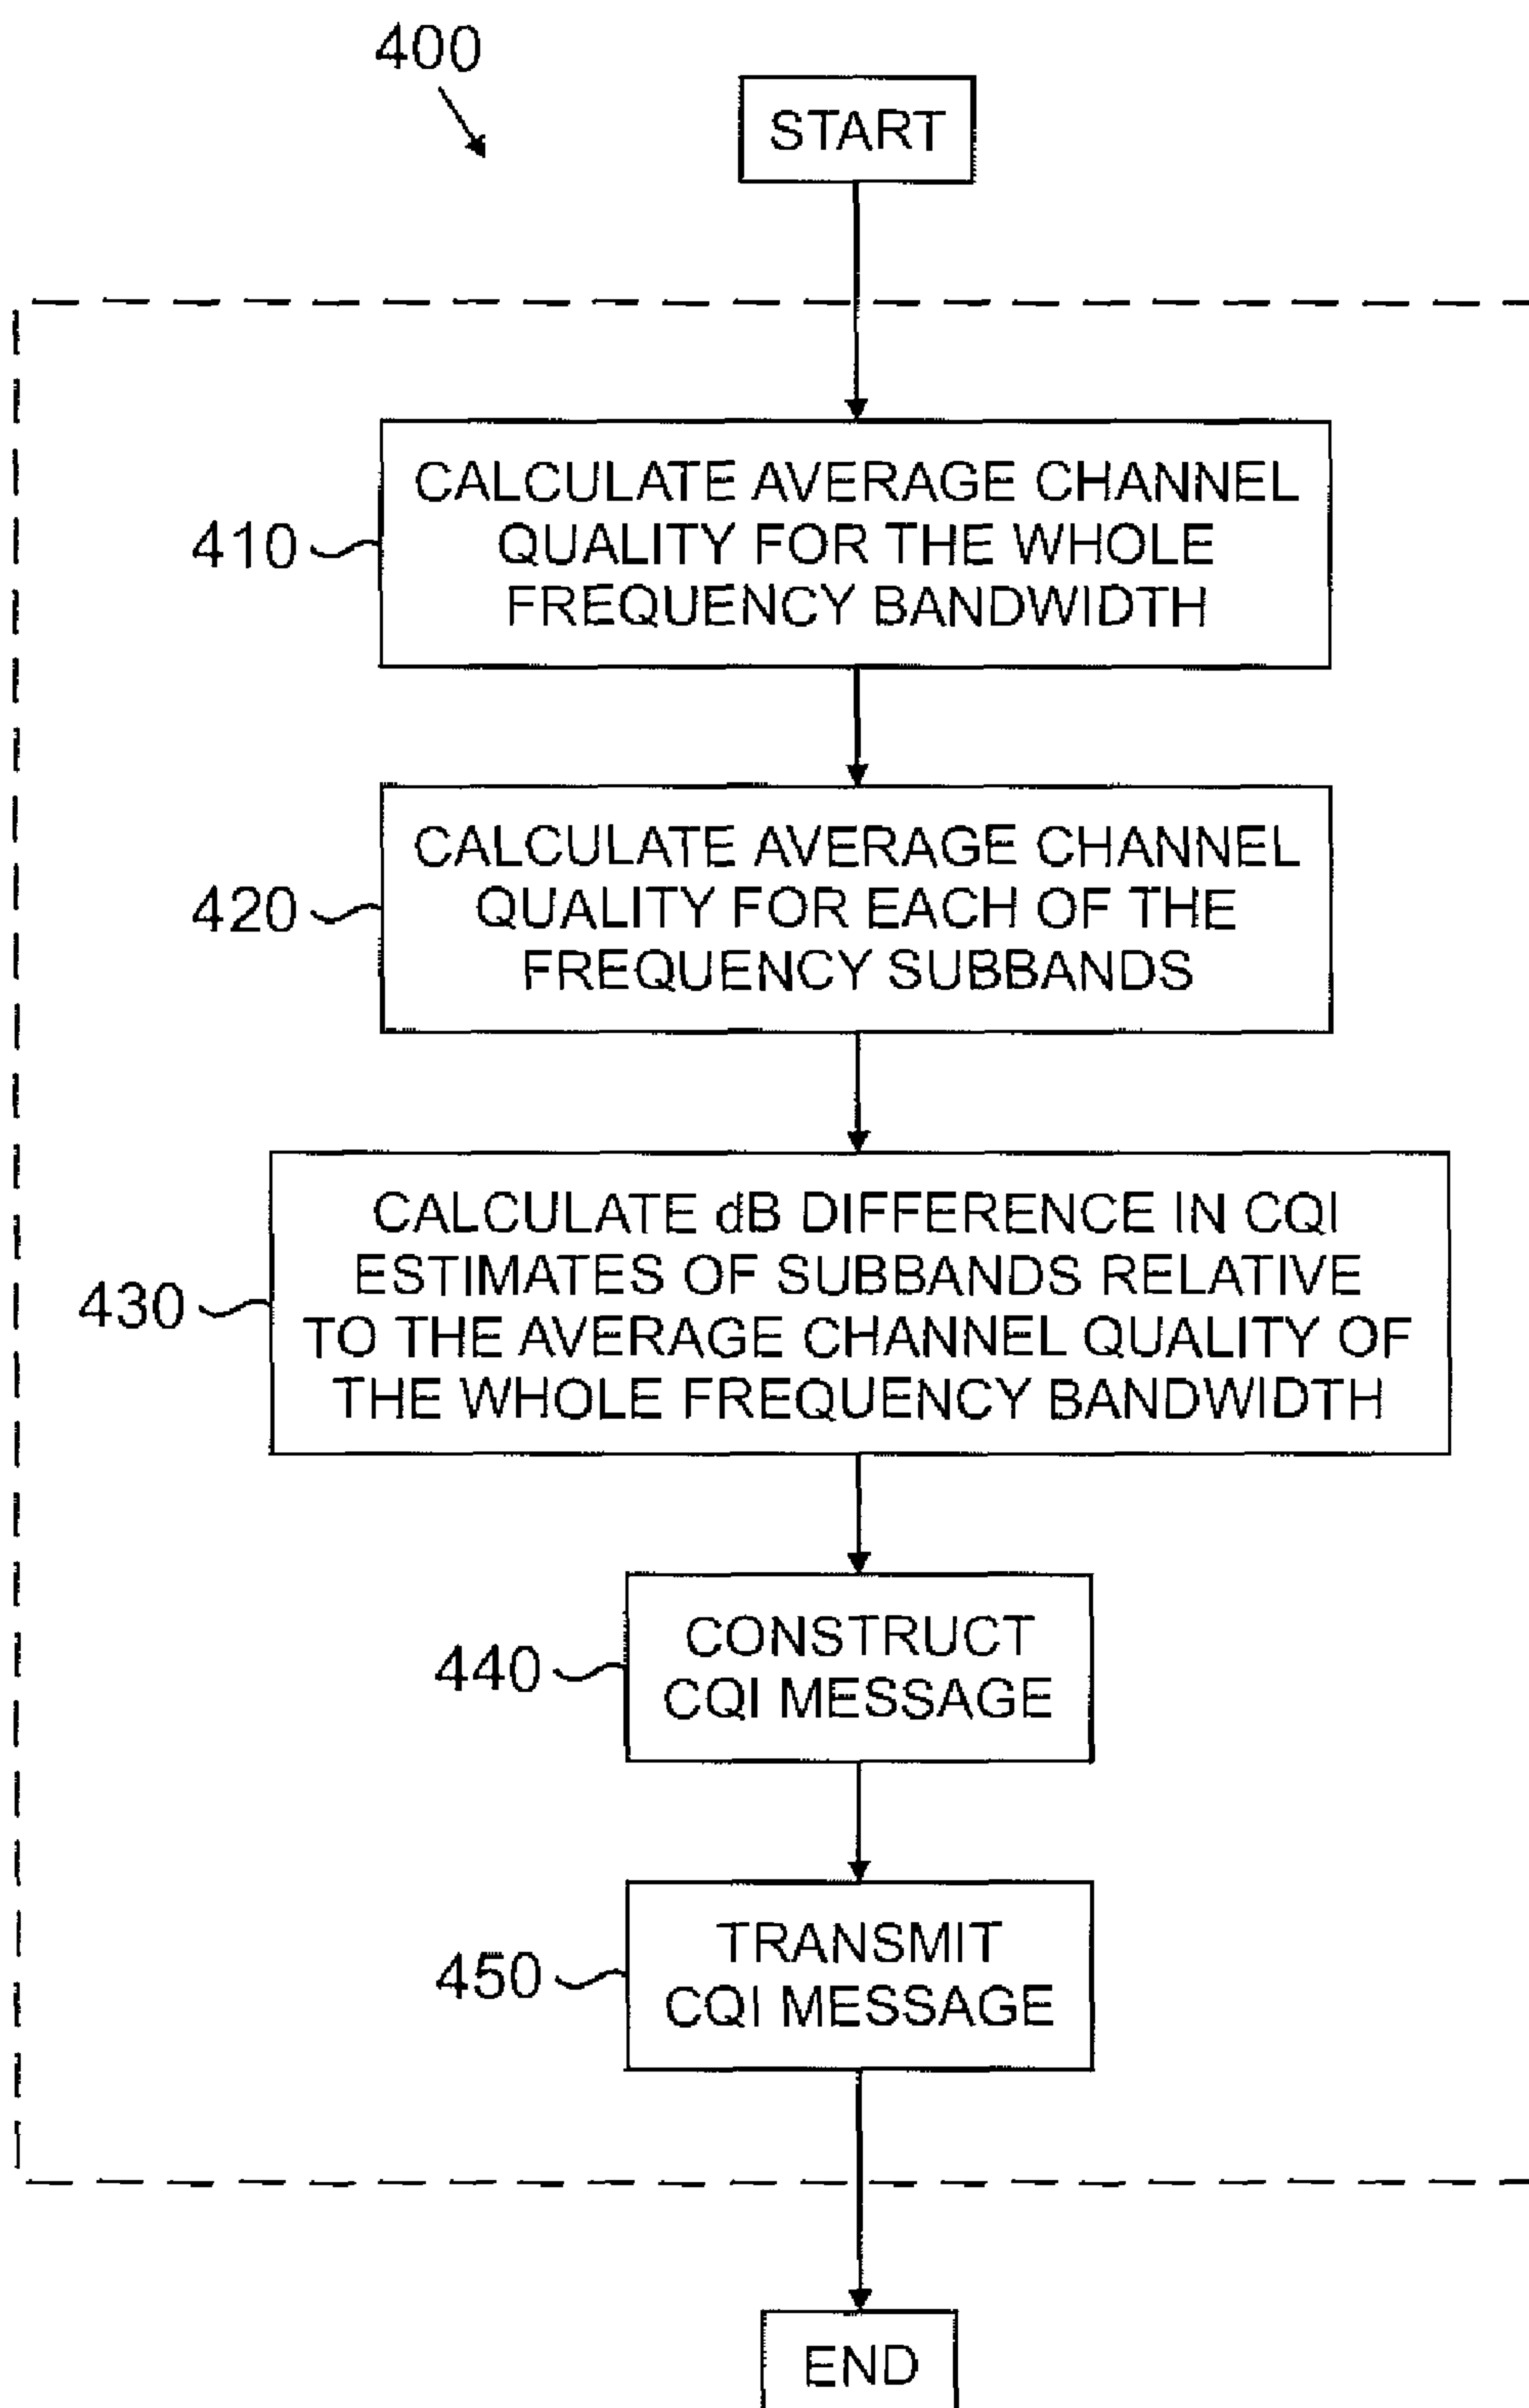 400
START
410
CALCULATE AVERAGE CHANNEL
QUALITY FOR THE WHOLE
FREQUENCY BANDWIDTH
420
CALCULATE AVERAGE CHANNEL
QUALITY FOR EACH OF THE
FREQUENCY SUBBANDS
430
CALCULATE dB DIFFERENCE IN CQI
ESTIMATES OF SUBBANDS RELATIVE
TO THE AVERAGE CHANNEL QUALITY OF
THE WHOLE FREQUENCY BANDWIDTH
440
CONSTRUCT
CQI MESSAGE
450
TRANSMIT
CQI MESSAGE
END